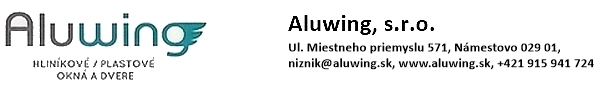 Aluwing
HLINÍKOVÉ / PLASTOVÉ
OKNÁ A DVERE
Aluwing, s.r.o.
Ul. Miestneho priemyslu 571, Námestovo 029 01,
niznik@aluwing.sk, www.aluwing.sk, +421 915 941 724